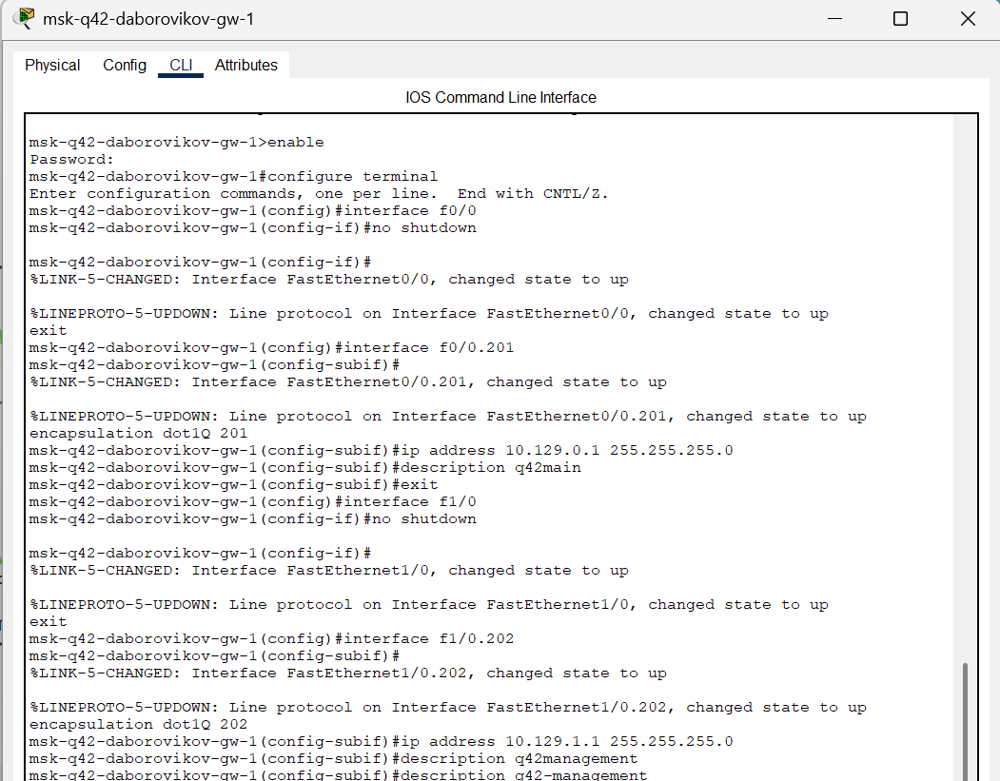 msk-q42-daborovikov-gw-1
Physical Config CLI Attributes
IOS Command Line Interface
msk-q42-daborovikov-gw-1>enable
Password:
msk-q42-daborovikov-gw-1#configure terminal
Enter configuration commands, one per line.  End with CNTL/Z.
msk-q42-daborovikov-gw-1(config)#interface f0/0
msk-q42-daborovikov-gw-1(config-if)#no shutdown
msk-q42-daborovikov-gw-1(config-if)#
%LINK-5-CHANGED: Interface FastEthernet0/0, changed state to up
%LINEPROTO-5-UPDOWN: Line protocol on Interface FastEthernet0/0, changed state to up
exit
msk-q42-daborovikov-gw-1(config)#interface f0/0.201
msk-q42-daborovikov-gw-1(config-subif)#
%LINK-5-CHANGED: Interface FastEthernet0/0.201, changed state to up
%LINEPROTO-5-UPDOWN: Line protocol on Interface FastEthernet0/0.201, changed state to up
encapsulation dot1Q 201
msk-q42-daborovikov-gw-1(config-subif)#ip address 10.129.0.1 255.255.255.0
msk-q42-daborovikov-gw-1(config-subif)#description q42main
msk-q42-daborovikov-gw-1(config-subif)#exit
msk-q42-daborovikov-gw-1(config)#interface f1/0
msk-q42-daborovikov-gw-1(config-if)#no shutdown
msk-q42-daborovikov-gw-1(config-if)#
%LINK-5-CHANGED: Interface FastEthernet1/0, changed state to up
%LINEPROTO-5-UPDOWN: Line protocol on Interface FastEthernet1/0, changed state to up
exit
msk-q42-daborovikov-gw-1(config)#interface f1/0.202
msk-q42-daborovikov-gw-1(config-subif)#
%LINK-5-CHANGED: Interface FastEthernet1/0.202, changed state to up
%LINEPROTO-5-UPDOWN: Line protocol on Interface FastEthernet1/0.202, changed state to up
encapsulation dot1Q 202
msk-q42-daborovikov-gw-1(config-subif)#ip address 10.129.1.1 255.255.255.0
msk-q42-daborovikov-gw-1(config-subif)#description q42management
msk-q42-daborovikov-gw-1(config-subif)#description q42-management